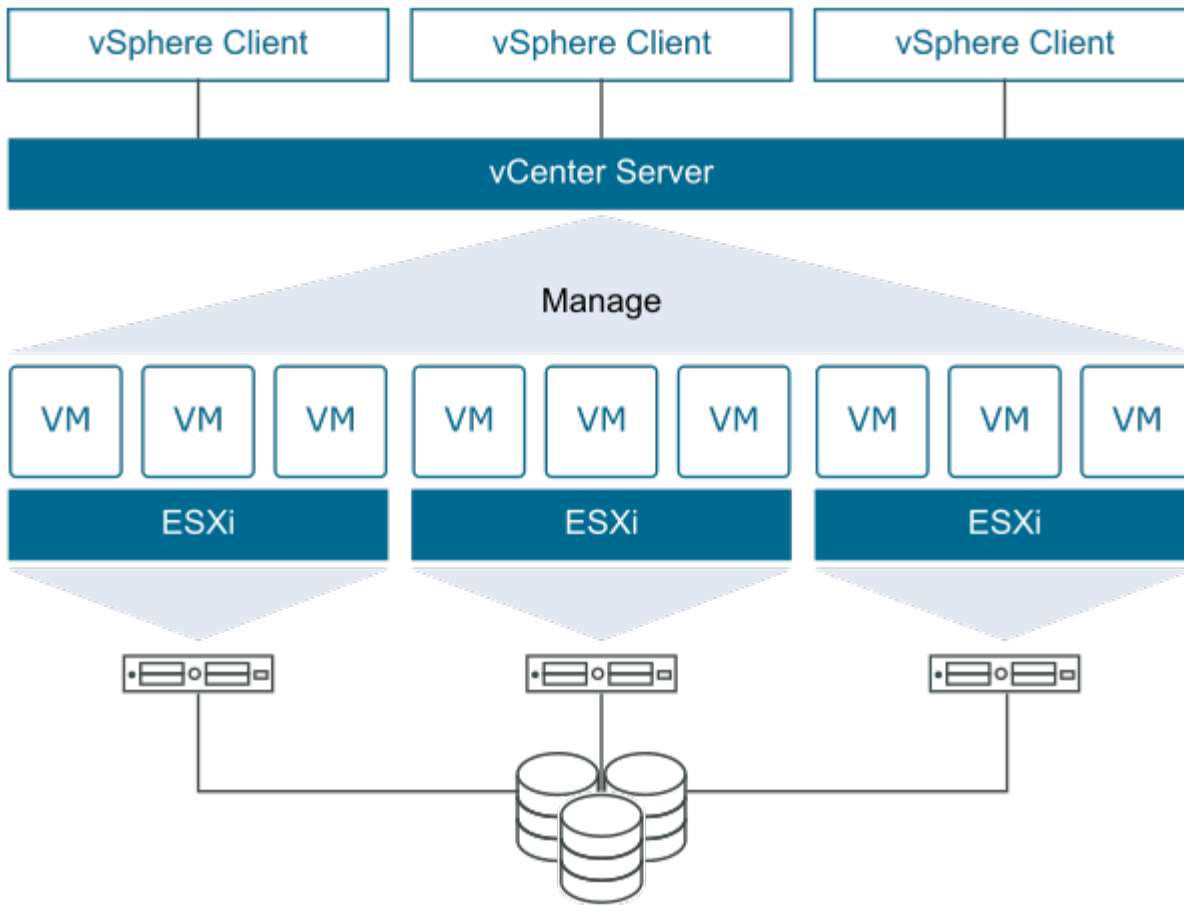 vSphere Client
vSphere Client
vSphere Client
vCenter Server
Manage
VM
VM
VM
VM
VM
VM
VM
VM
VM
ESXi
ESXi
ESXi